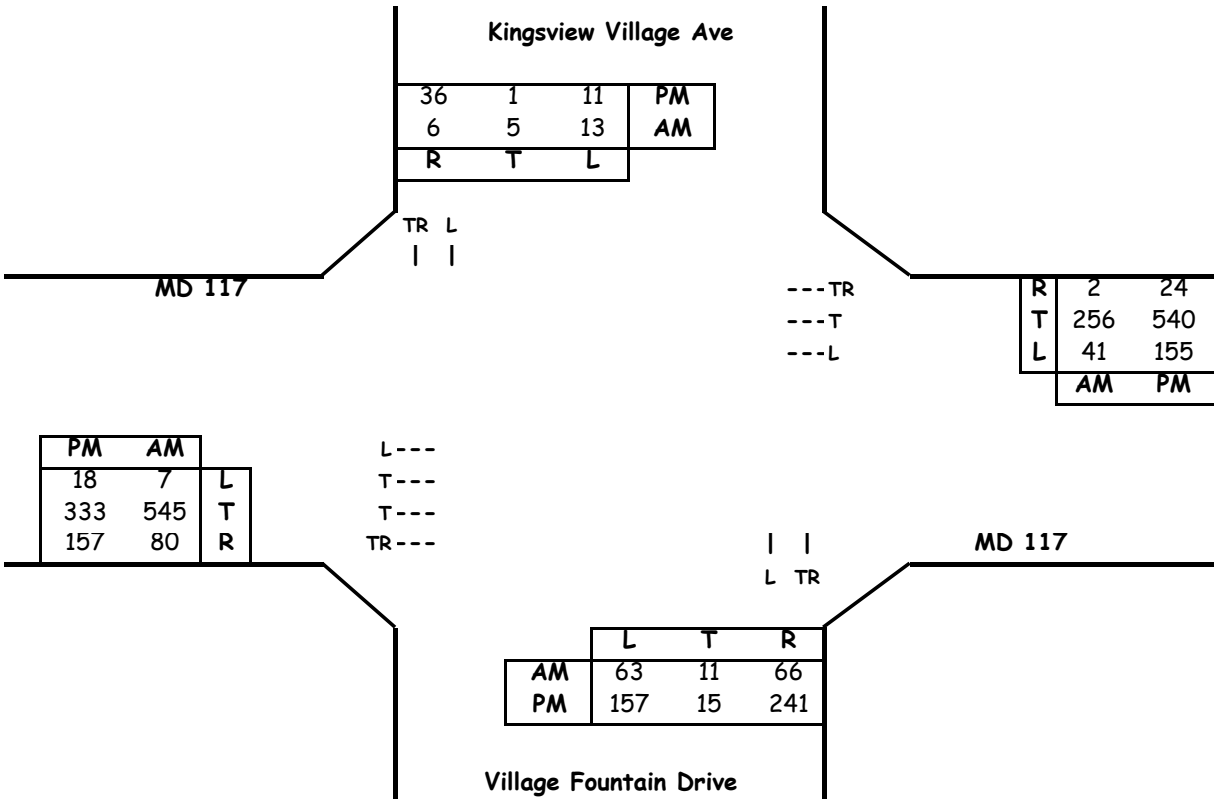 Kingsview Village Ave
36 1 11 PM
6 5 13 AM
R T L
TR L
MD 117
---TR
---T
---L
R 2 24
T 256 540
L 41 155
AM PM
PM AM
18 7 L
333 545 T
157 80 R
L---
T---
T---
TR---
MD 117
L TR
L T R
AM 63 11 66
PM 157 15 241
Village Fountain Drive